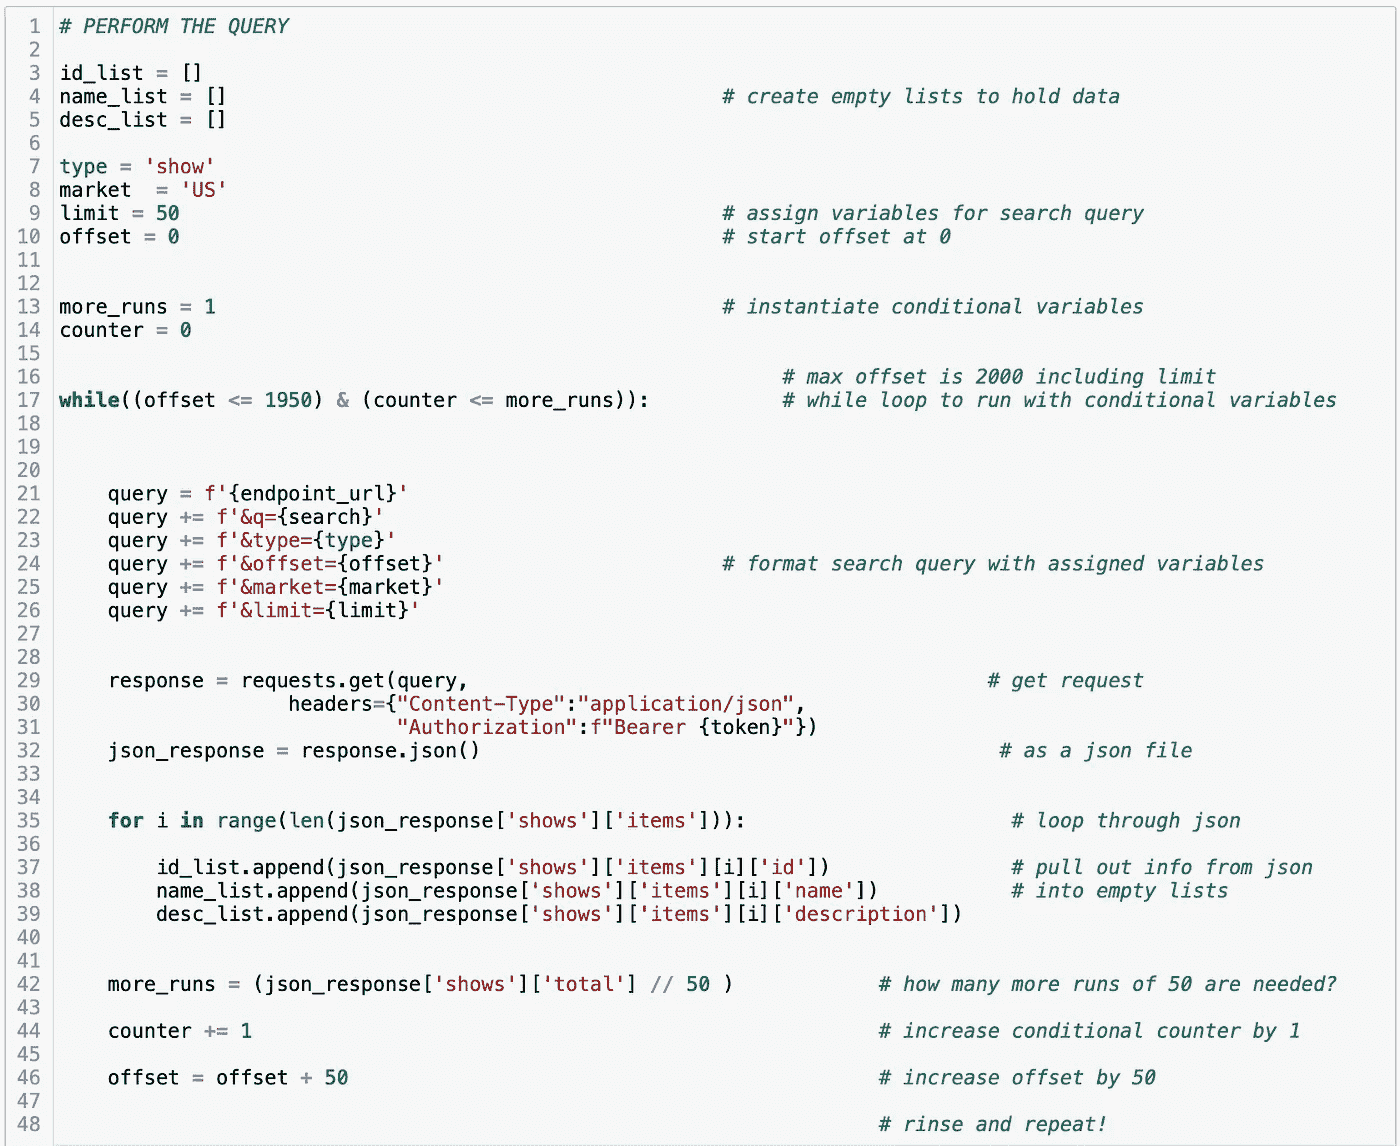 1 # PERFORM THE QUERY
2
3 id_list = []
4 name_list = [] # create empty lists to hold data
5 desc_list = []
6
7 type = 'show'
8 market  = 'US'
9 limit = 50 # assign variables for search query
10 offset = 0 # start offset at 0
11
12
13 more_runs = 1 # instantiate conditional variables
14 counter = 0
15
16 # max offset is 2000 including limit
17 while((offset <= 1950) & (counter <= more_runs)): # while loop to run with conditional variables
18
19
20
21     query = f'{endpoint_url}'
22     query += f'&q={search}'
23     query += f'&type={type}'
24     query += f'&offset={offset}' # format search query with assigned variables
25     query += f'&market={market}'
26     query += f'&limit={limit}'
27
28
29     response = requests.get(query, # get request
30                    headers={"Content-Type":"application/json",
31                             "Authorization":f"Bearer {token}"})
32     json_response = response.json() # as a json file
33
34
35     for i in range(len(json_response['shows']['items'])): # loop through json
36
37         id_list.append(json_response['shows']['items'][i]['id']) # pull out info from json
38         name_list.append(json_response['shows']['items'][i]['name']) # into empty lists
39         desc_list.append(json_response['shows']['items'][i]['description'])
40
41
42     more_runs = (json_response['shows']['total'] // 50 ) # how many more runs of 50 are needed?
43
44     counter += 1 # increase conditional counter by 1
45
46     offset = offset + 50 # increase offset by 50
47
48 # rinse and repeat!